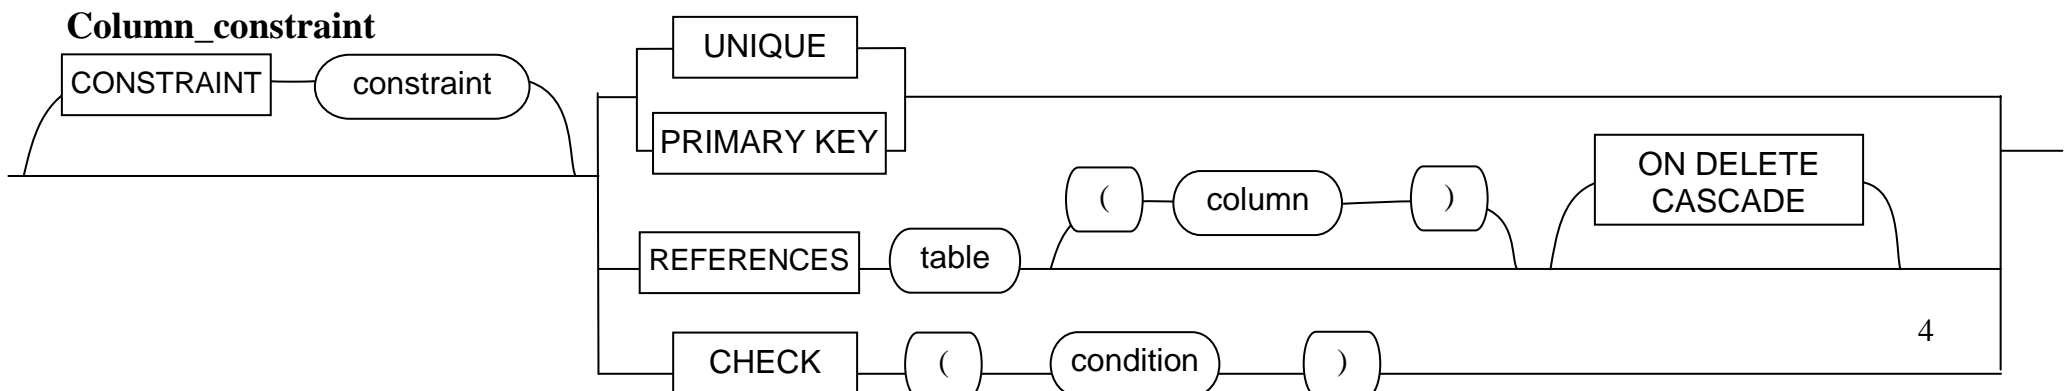 Column_constraint
CONSTRAINT constraint
UNIQUE
PRIMARY KEY
REFERENCES table ( column ) ON DELETE
CASCADE
CHECK ( condition )
4